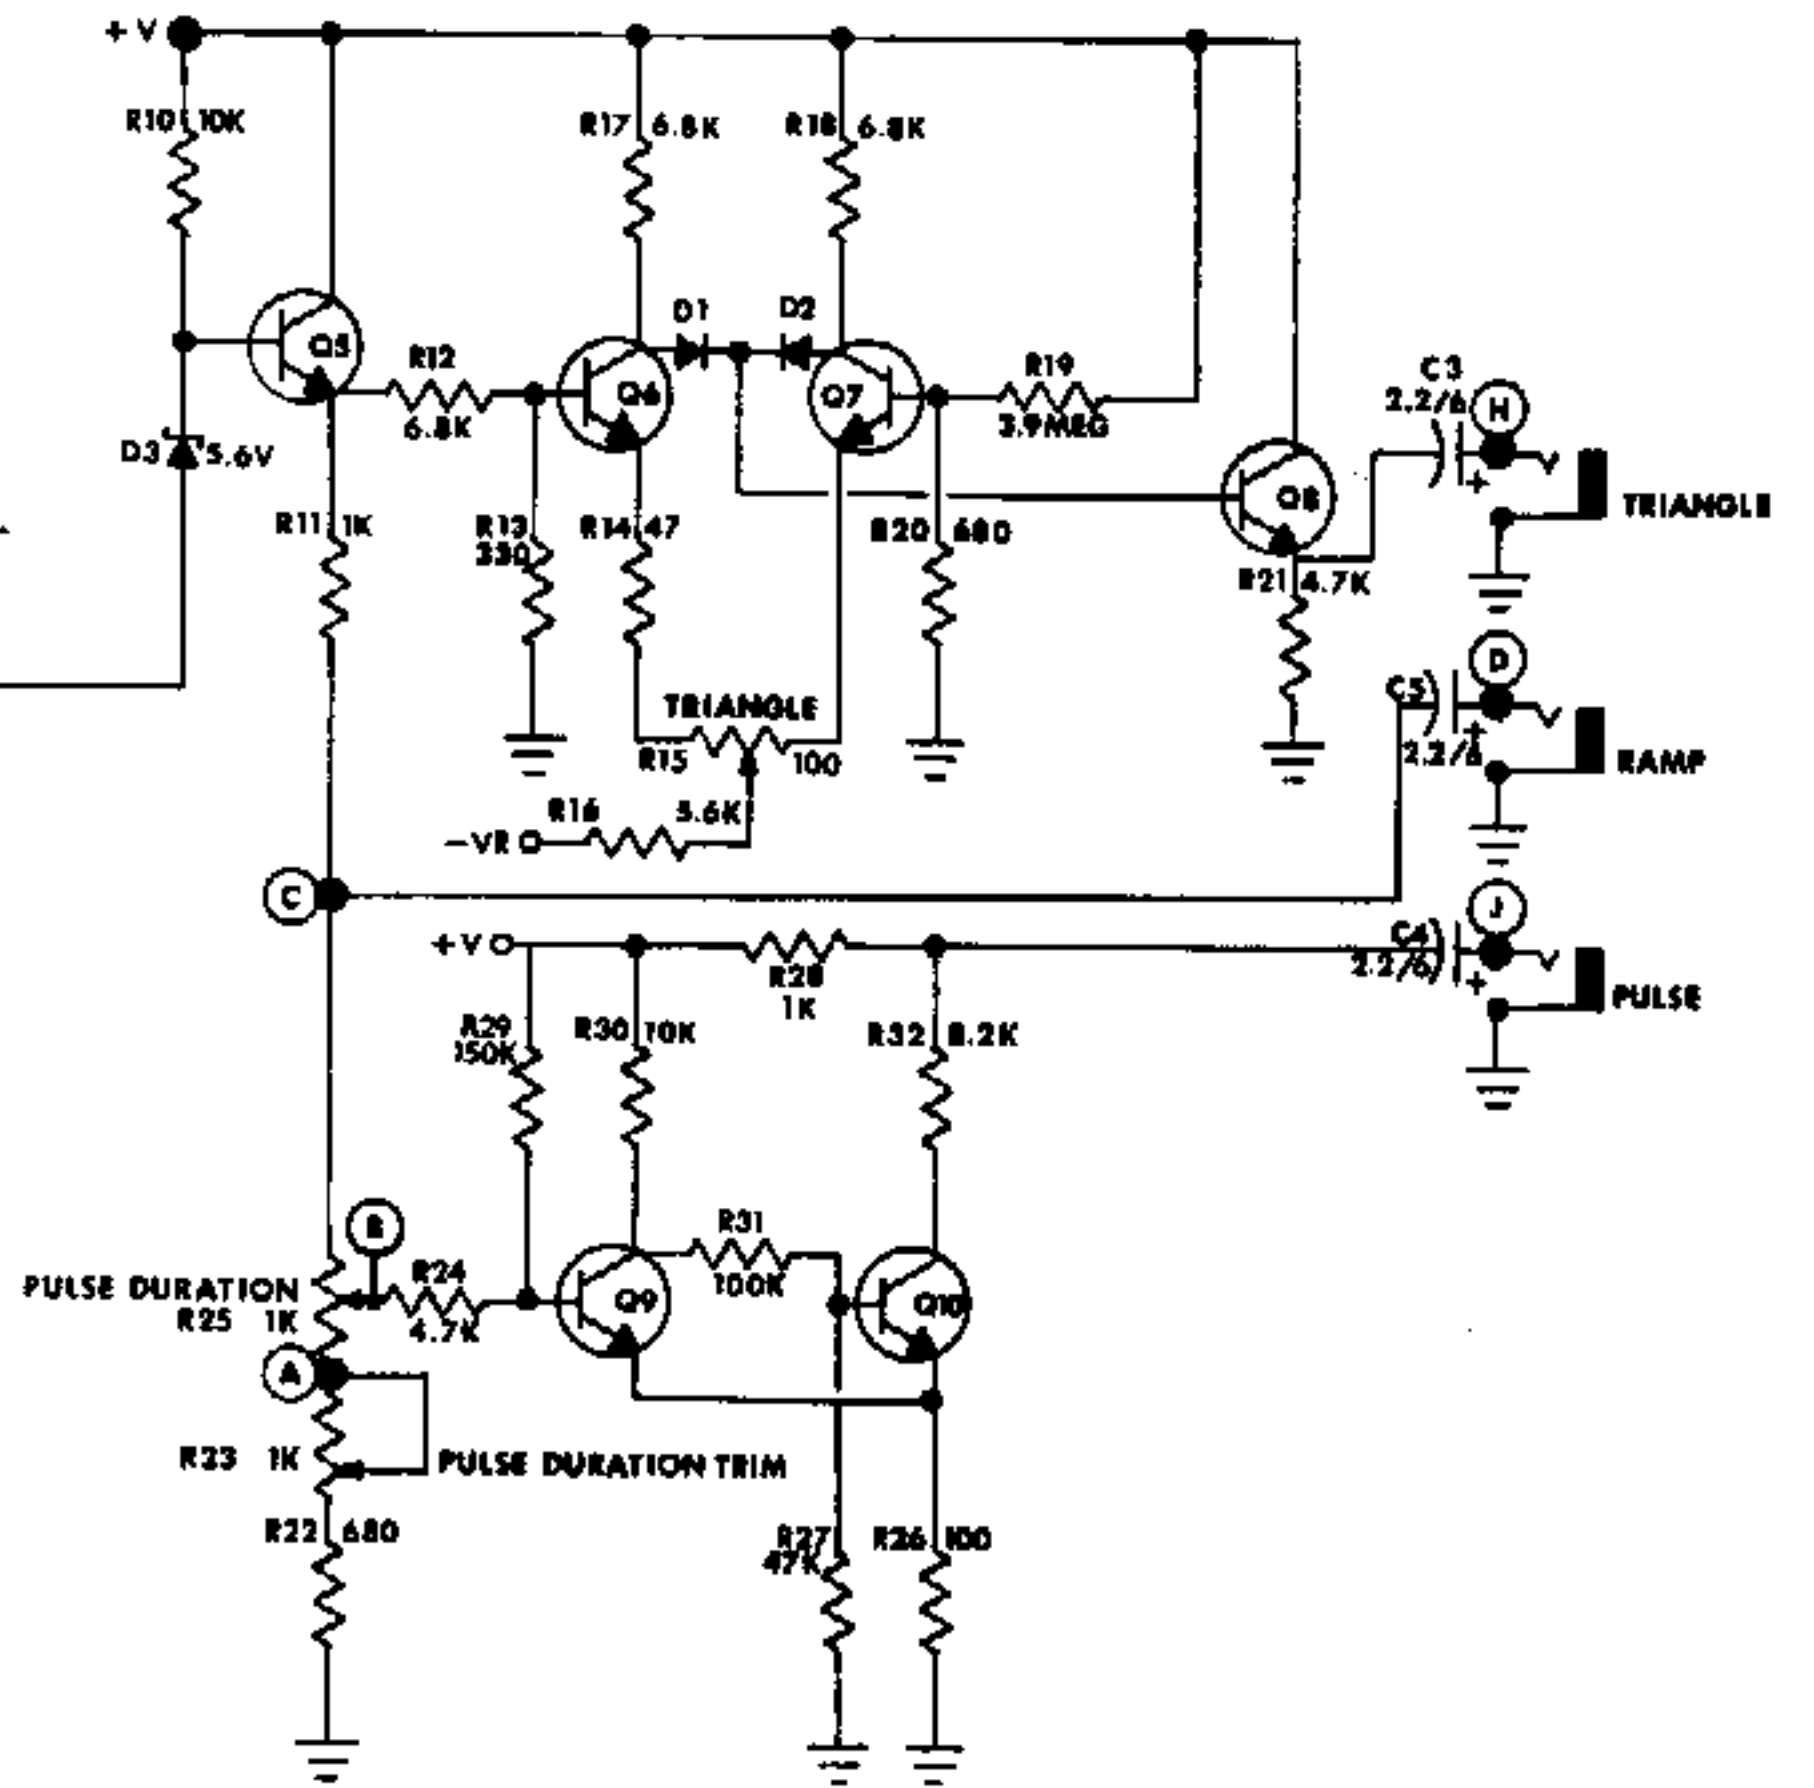 +V
R10 10K
R17 6.8K
R18 6.8K
D1
D2
Q5
R12
6.8K
Q6
Q7
R19
3.9MEG
C3
2.2/6
H
+
TRIANGLE
D3 5.6V
R11 1K
R13
330
R14 47
R20 680
Q8
R21 4.7K
TRIANGLE
R15 100
R16 5.6K
-VR
D
C5
+
2.2/6
RAMP
C
J
+V
R28
1K
C4
2.2/6
+
PULSE
R29
150K
R30 10K
R32 8.2K
B
R31
100K
PULSE DURATION
R25 1K
R24
4.7K
Q9
Q10
A
R23 1K
PULSE DURATION TRIM
R22 680
R27
47K
R26 100